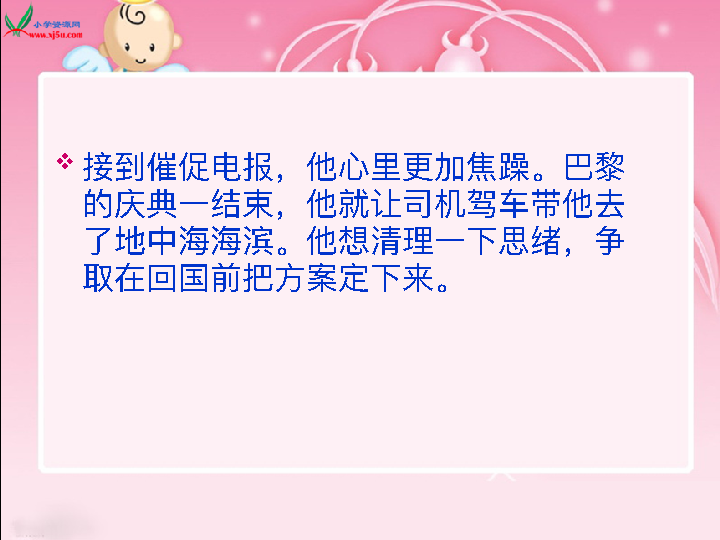 小学资源网
www.xj5u.com
接到催促电报，他心里更加焦躁。巴黎
的庆典一结束，他就让司机驾车带他去
了地中海海滨。他想清理一下思绪，争
取在回国前把方案定下来。